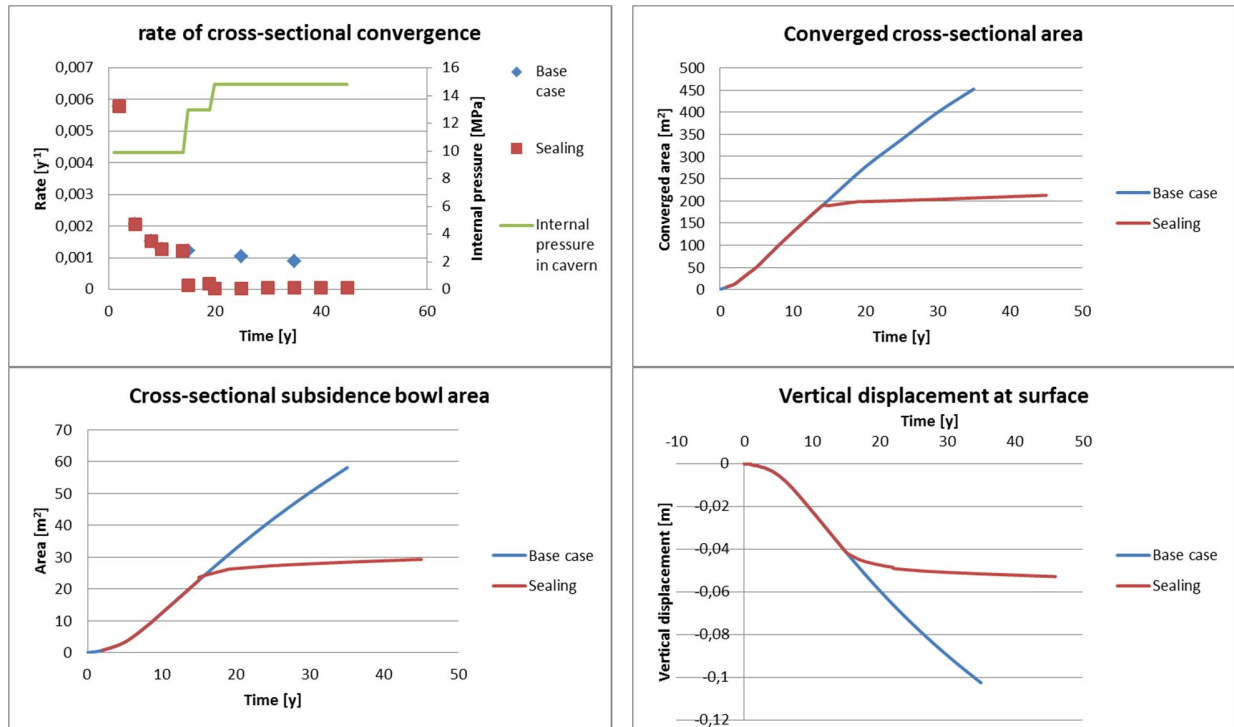 rate of cross-sectional convergence
0,007
0,006
0,005
0,004
0,003
0,002
0,001
0
Rate [y-1]
16
14
12
10
8
6
4
2
0
Internal pressure [MPa]
0 20 40 60
Time [y]
Base
case
Sealing
Internal
pressure
in cavern
Converged cross-sectional area
500
450
400
350
300
250
200
150
100
50
0
Converged area [m²]
0 10 20 30 40 50
Time [y]
Base case
Sealing
Cross-sectional subsidence bowl area
70
60
50
40
30
20
10
0
Area [m²]
0 10 20 30 40 50
Time [y]
Base case
Sealing
Vertical displacement at surface
Time [y]
-10 0 10 20 30 40 50
0
-0,02
-0,04
-0,06
-0,08
-0,1
-0,12
Vertical displacement [m]
Base case
Sealing